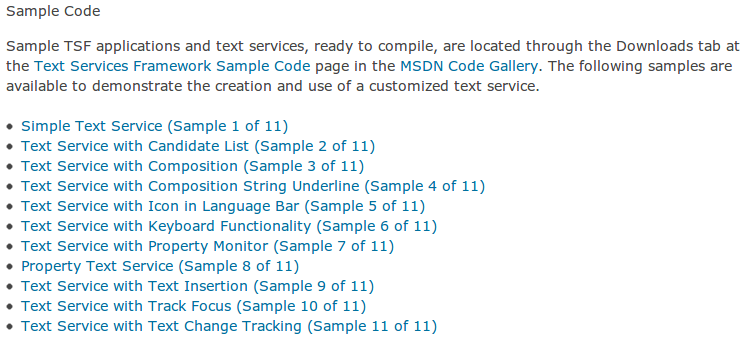 Sample Code
Sample TSF applications and text services, ready to compile, are located through the Downloads tab at
the Text Services Framework Sample Code page in the MSDN Code Gallery. The following samples are
available to demonstrate the creation and use of a customized text service.
• Simple Text Service (Sample 1 of 11)
• Text Service with Candidate List (Sample 2 of 11)
• Text Service with Composition (Sample 3 of 11)
• Text Service with Composition String Underline (Sample 4 of 11)
• Text Service with Icon in Language Bar (Sample 5 of 11)
• Text Service with Keyboard Functionality (Sample 6 of 11)
• Text Service with Property Monitor (Sample 7 of 11)
• Property Text Service (Sample 8 of 11)
• Text Service with Text Insertion (Sample 9 of 11)
• Text Service with Track Focus (Sample 10 of 11)
• Text Service with Text Change Tracking (Sample 11 of 11)